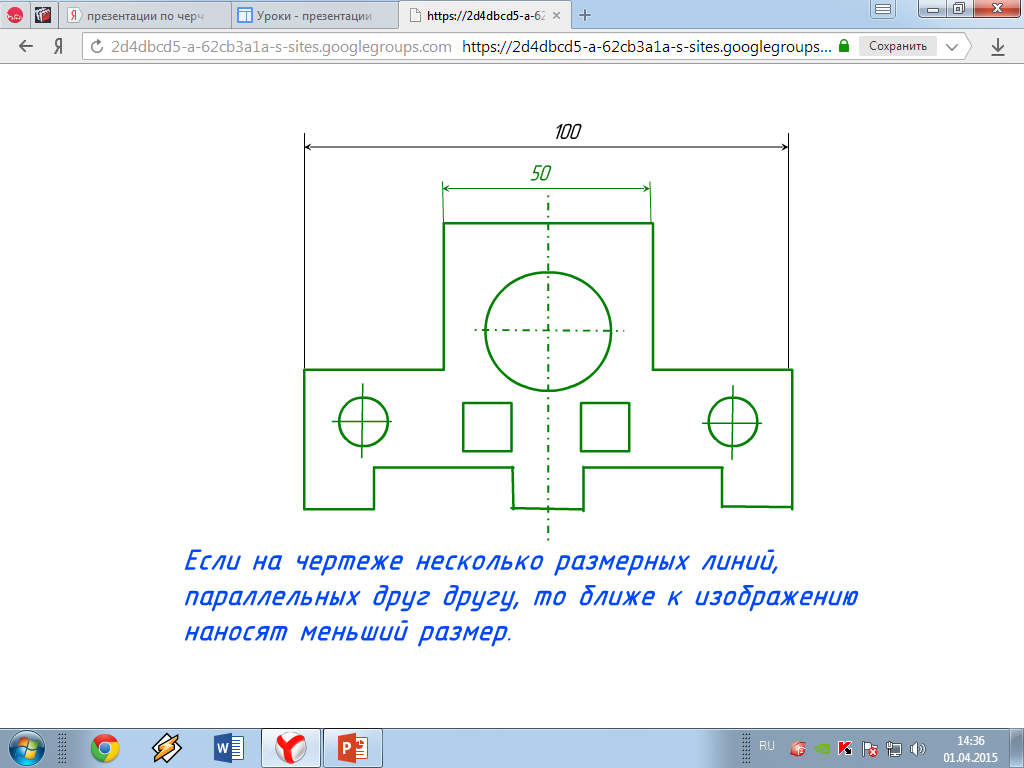 презентации по черч
Уроки - презентации
https://2d4dbcd5-a-62
2d4dbcd5-a-62cb3a1a-s-sites.googlegroups.com https://2d4dbcd5-a-62cb3a1a-s-sites.googlegroups... Сохранить
100
50
Если на чертеже несколько размерных линий,
параллельных друг другу, то ближе к изображению
наносят меньший размер.
RU
14:36
01.04.2015